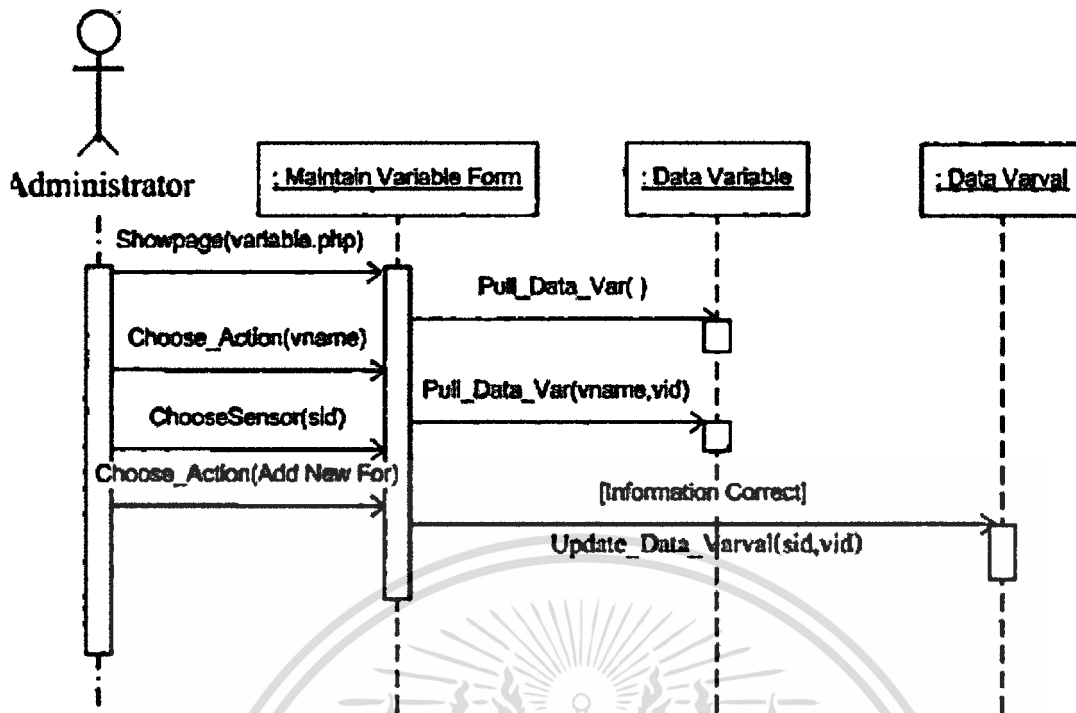 Administrator
: Maintain Variable Form
: Data Variable
: Data Varval
Showpage(variable.php)
Pull_Data_Var( )
Choose_Action(vname)
Pull_Data_Var(vname,vid)
ChooseSensor(sid)
Choose_Action(Add New For)
[Information Correct]
Update_Data_Varval(sid,vid)